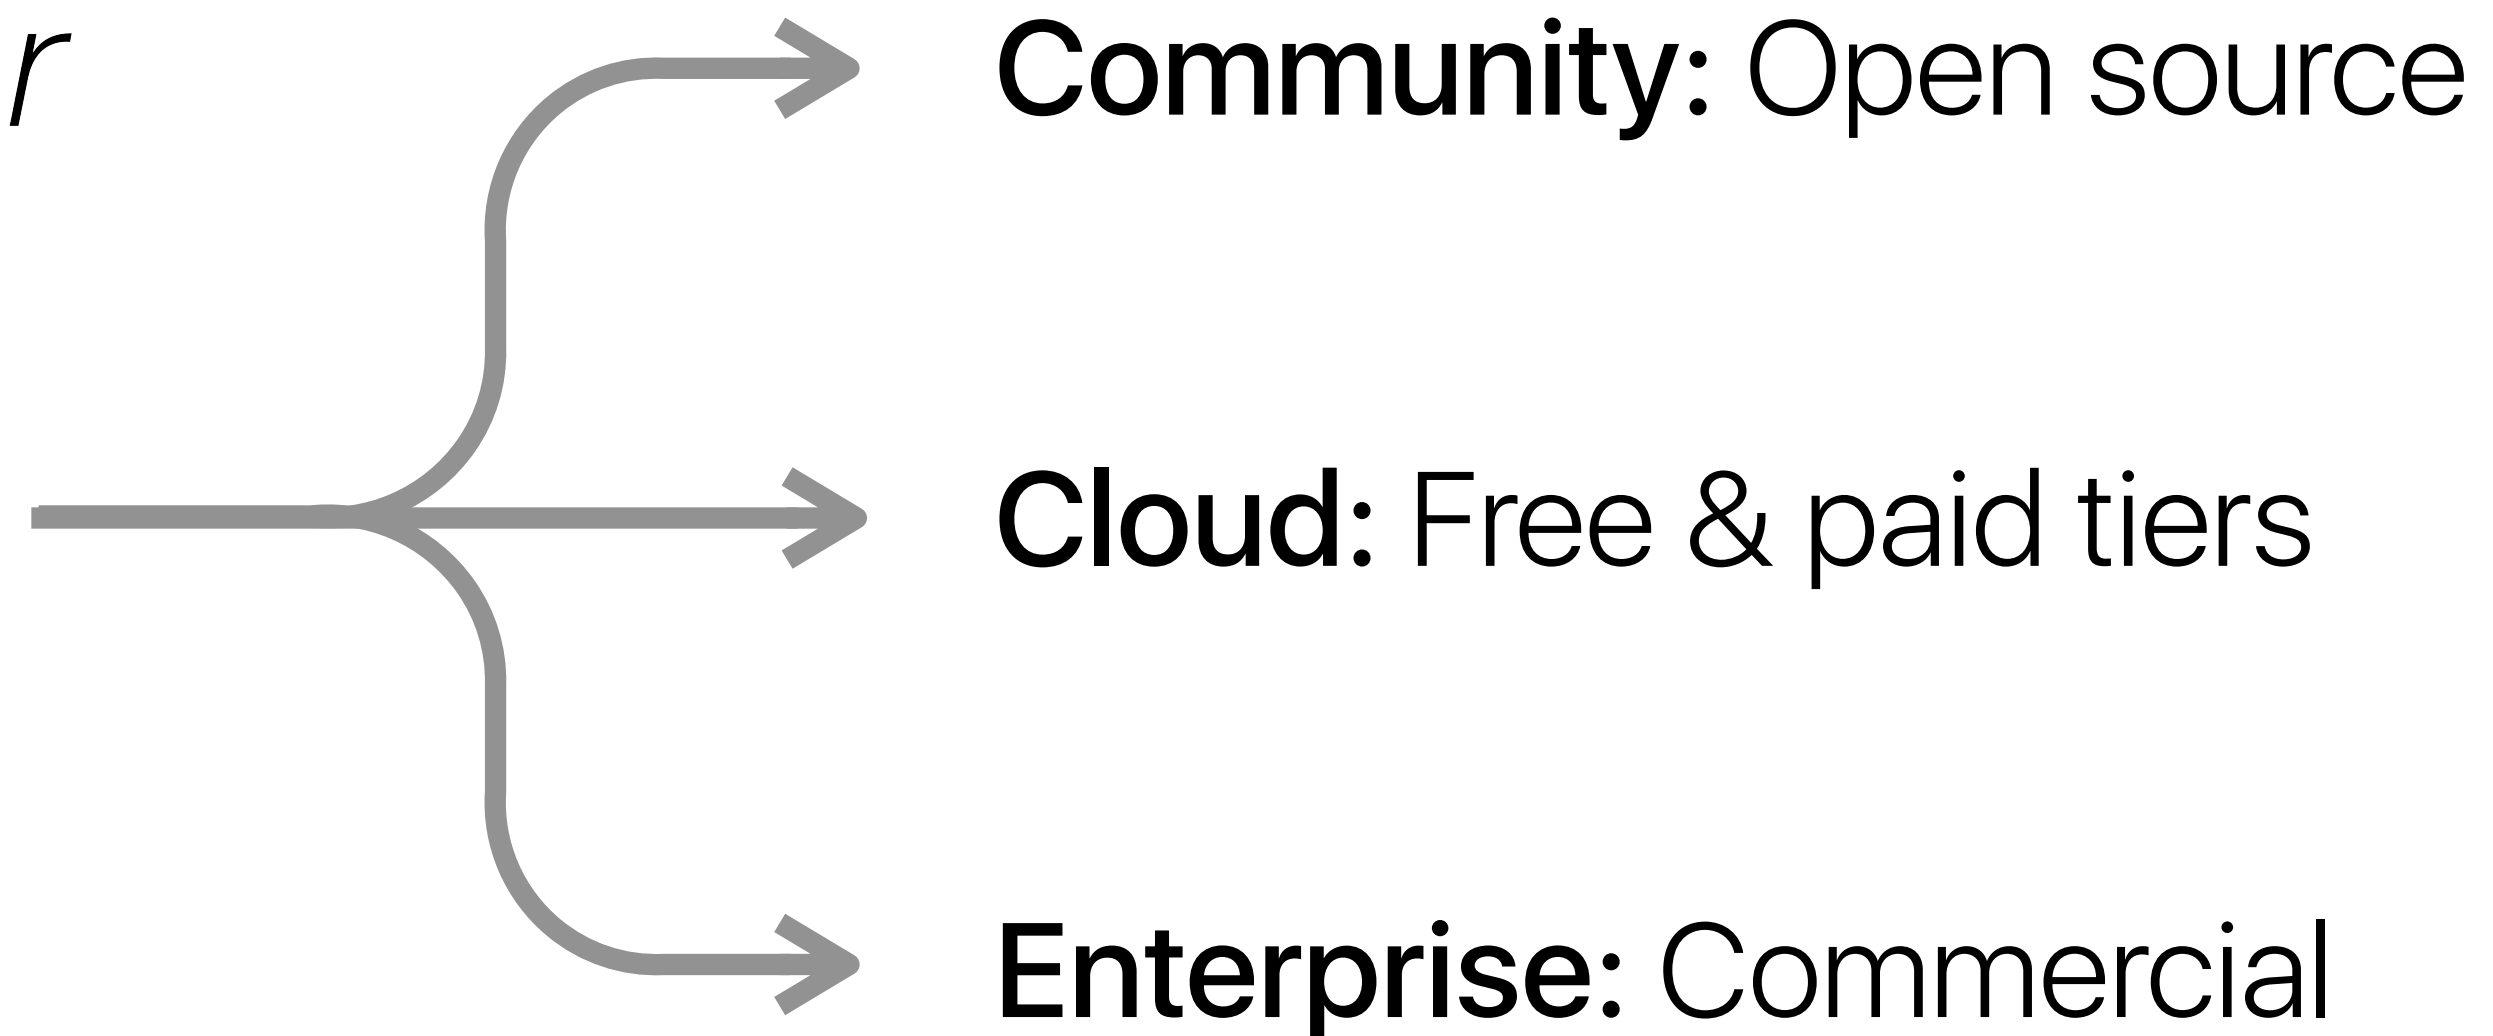 r
Community: Open source
Cloud: Free & paid tiers
Enterprise: Commercial